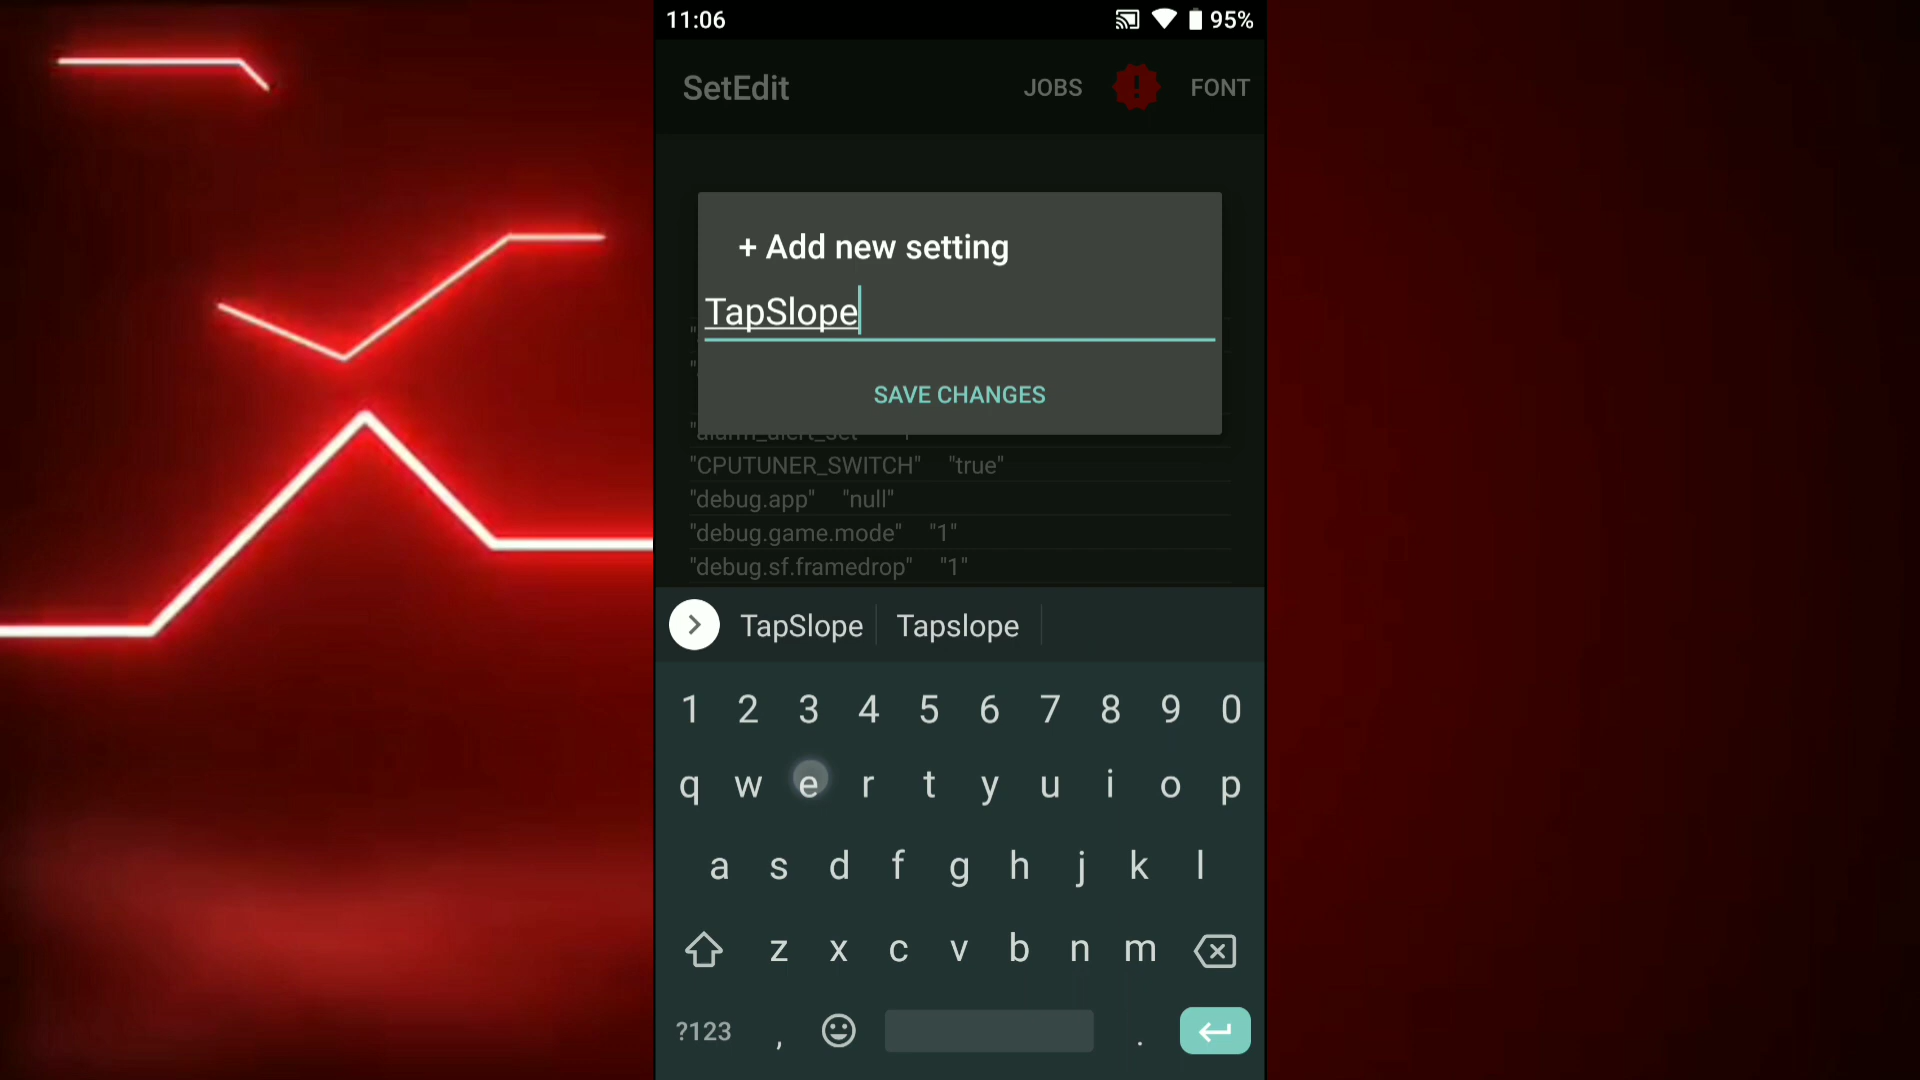 11:06 95%
SetEdit JOBS FONT
+ Add new setting
TapSlope
SAVE CHANGES
"CPUTUNER_SWITCH" "true"
"debug.app" "null"
"debug.game.mode" "1"
"debug.sf.framedrop" "1"
TapSlope Tapslope
1 2 3 4 5 6 7 8 9 0
q w e r t y u i o p
a s d f g h j k l
z x c v b n m
?123 , .